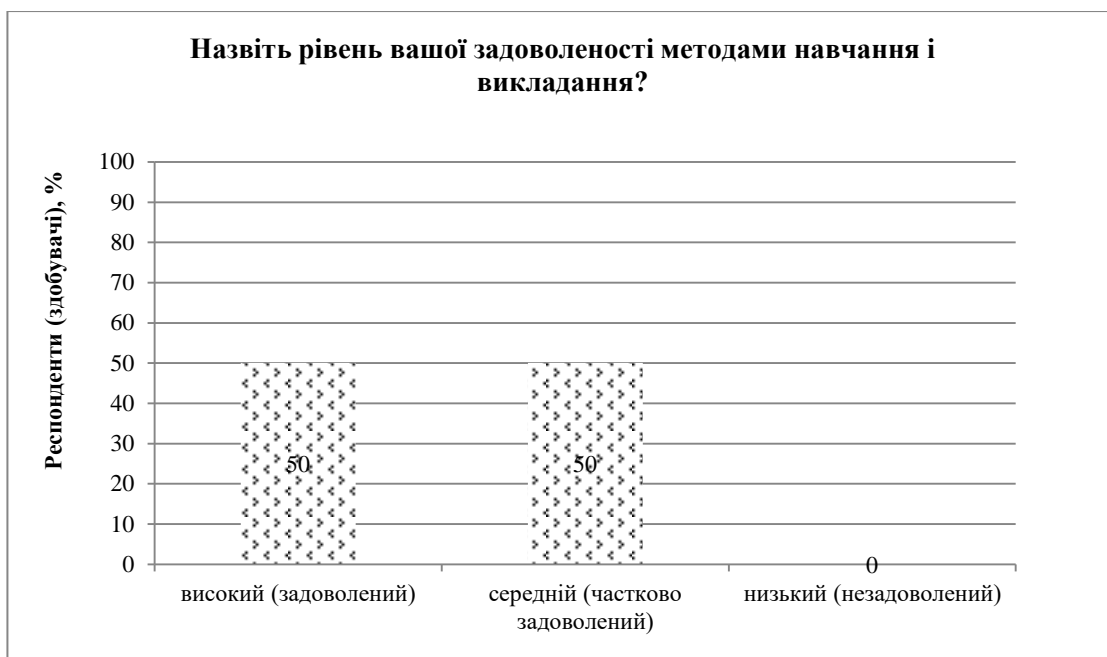 Назвіть рівень вашої задоволеності методами навчання і
викладання?
Респонденти (здобувачі), %
100
90
80
70
60
50
40
30
20
10
0
50
50
0
високий (задоволений)
середній (частково
задоволений)
низький (незадоволений)